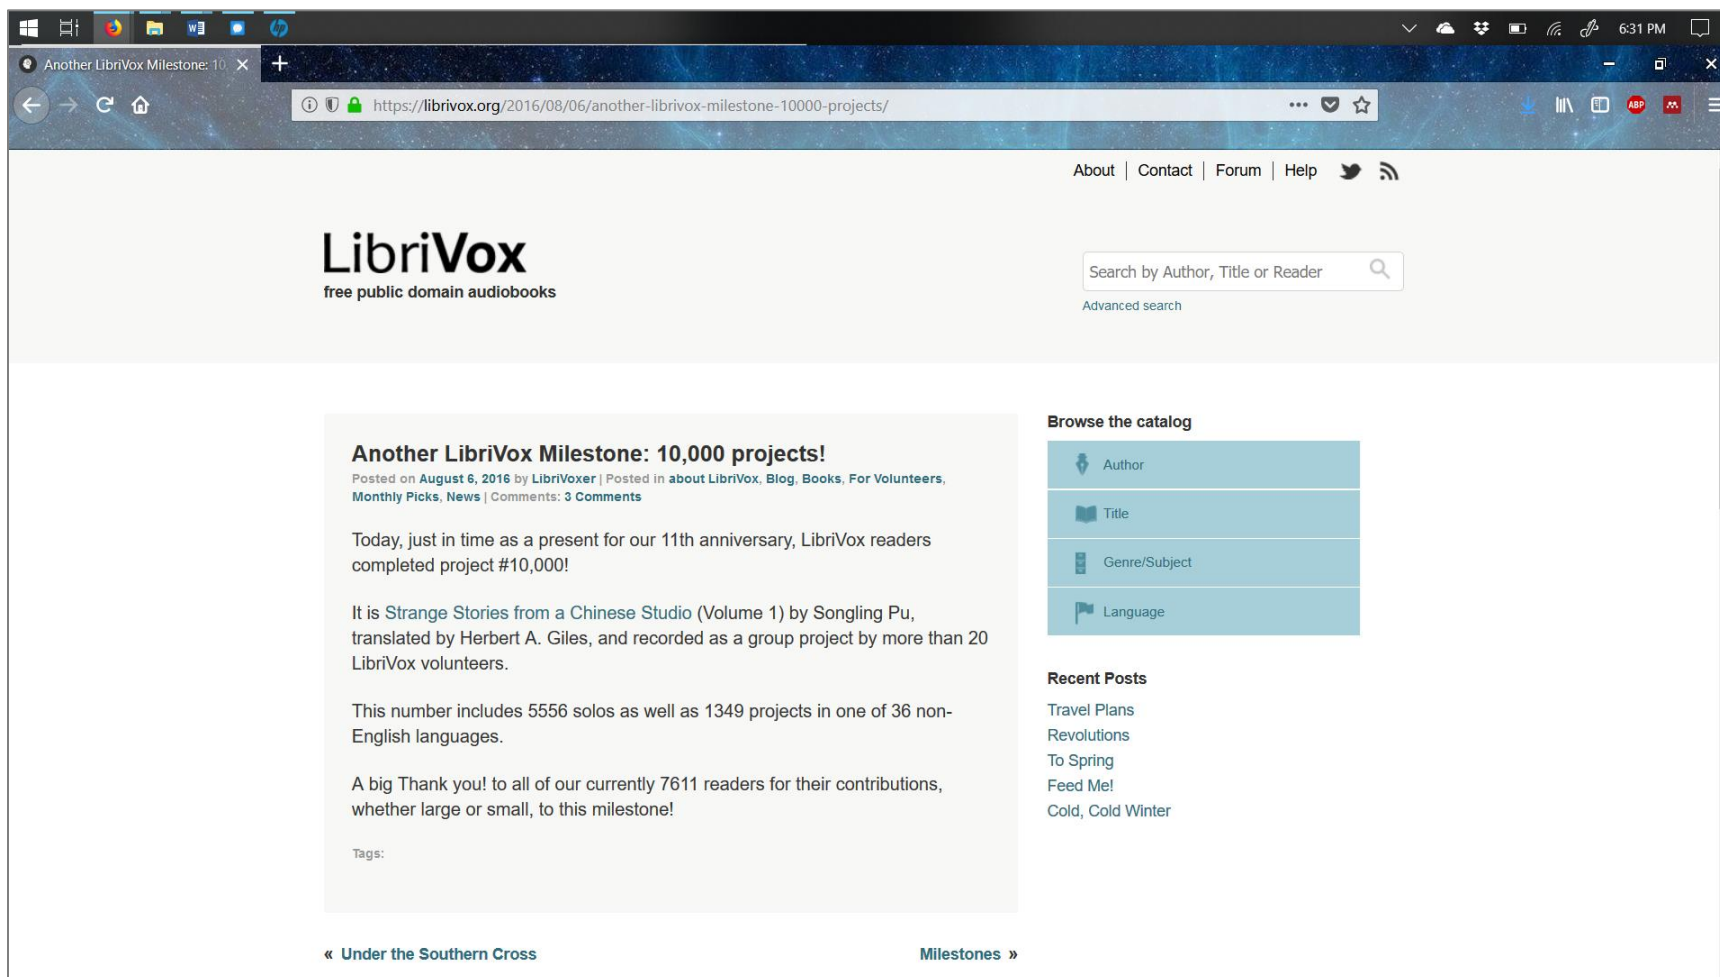 6:31 PM
Another LibriVox Milestone: 10
https://librivox.org/2016/08/06/another-librivox-milestone-10000-projects/
ABP
About | Contact | Forum | Help
LibriVox
free public domain audiobooks
Search by Author, Title or Reader
Advanced search
Another LibriVox Milestone: 10,000 projects!
Posted on August 6, 2016 by LibriVoxer | Posted in about LibriVox, Blog, Books, For Volunteers,
Monthly Picks, News | Comments: 3 Comments
Today, just in time as a present for our 11th anniversary, LibriVox readers
completed project #10,000!
It is Strange Stories from a Chinese Studio (Volume 1) by Songling Pu,
translated by Herbert A. Giles, and recorded as a group project by more than 20
LibriVox volunteers.
This number includes 5556 solos as well as 1349 projects in one of 36 non-
English languages.
A big Thank you! to all of our currently 7611 readers for their contributions,
whether large or small, to this milestone!
Tags:
« Under the Southern Cross
Milestones »
Browse the catalog
Author
Title
Genre/Subject
Language
Recent Posts
Travel Plans
Revolutions
To Spring
Feed Me!
Cold, Cold Winter